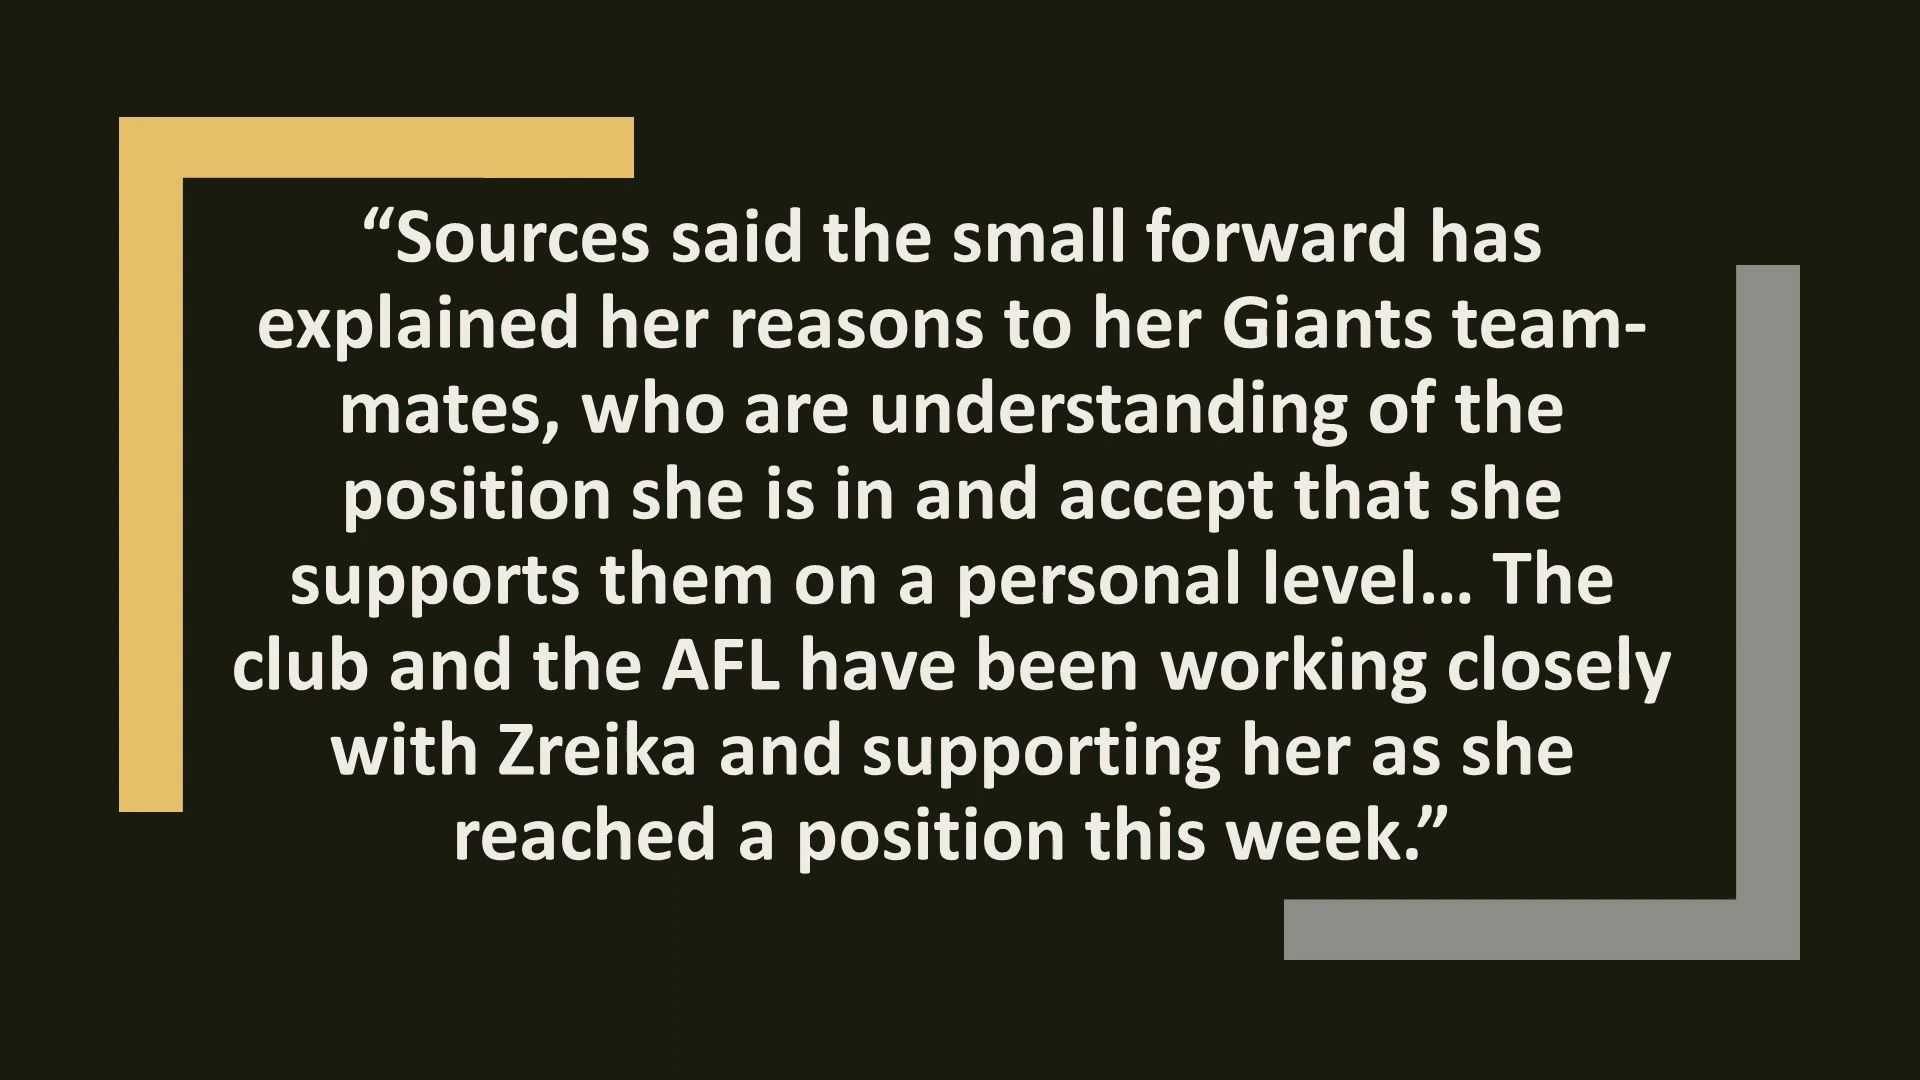 “Sources said the small forward has
explained her reasons to her Giants team-
mates, who are understanding of the
position she is in and accept that she
supports them on a personal level… The
club and the AFL have been working closely
with Zreika and supporting her as she
reached a position this week.”